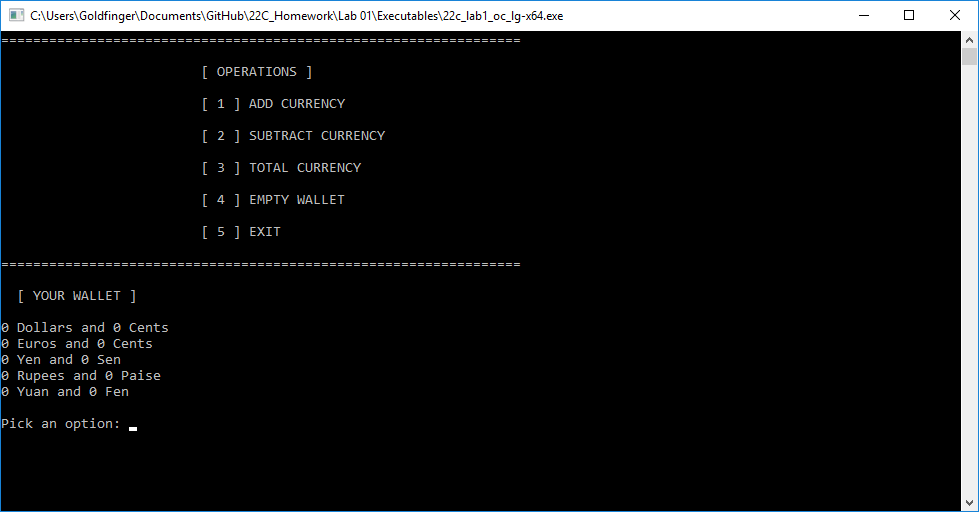 C:\Users\Goldfinger\Documents\GitHub\22C_Homework\Lab 01\Executables\22c_lab1_oc_lg-x64.exe
=================================================================
[ OPERATIONS ]
[ 1 ] ADD CURRENCY
[ 2 ] SUBTRACT CURRENCY
[ 3 ] TOTAL CURRENCY
[ 4 ] EMPTY WALLET
[ 5 ] EXIT
=================================================================
[ YOUR WALLET ]
0 Dollars and 0 Cents
0 Euros and 0 Cents
0 Yen and 0 Sen
0 Rupees and 0 Paise
0 Yuan and 0 Fen
Pick an option: